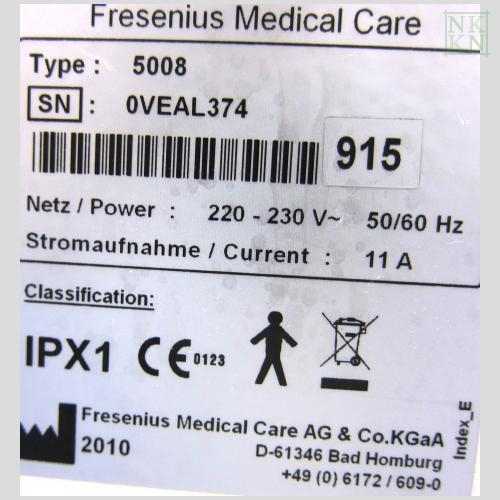 NK
KN
Fresenius Medical Care
Type : 5008
SN : 0VEAL374
915
Netz / Power : 220 - 230 V~ 50/60 Hz
Stromaufnahme / Current : 11 A
Classification:
IPX1 CE 0123
Fresenius Medical Care AG & Co.KGaA
2010 D-61346 Bad Homburg
+49 (0) 6172 / 609-0
Index_E